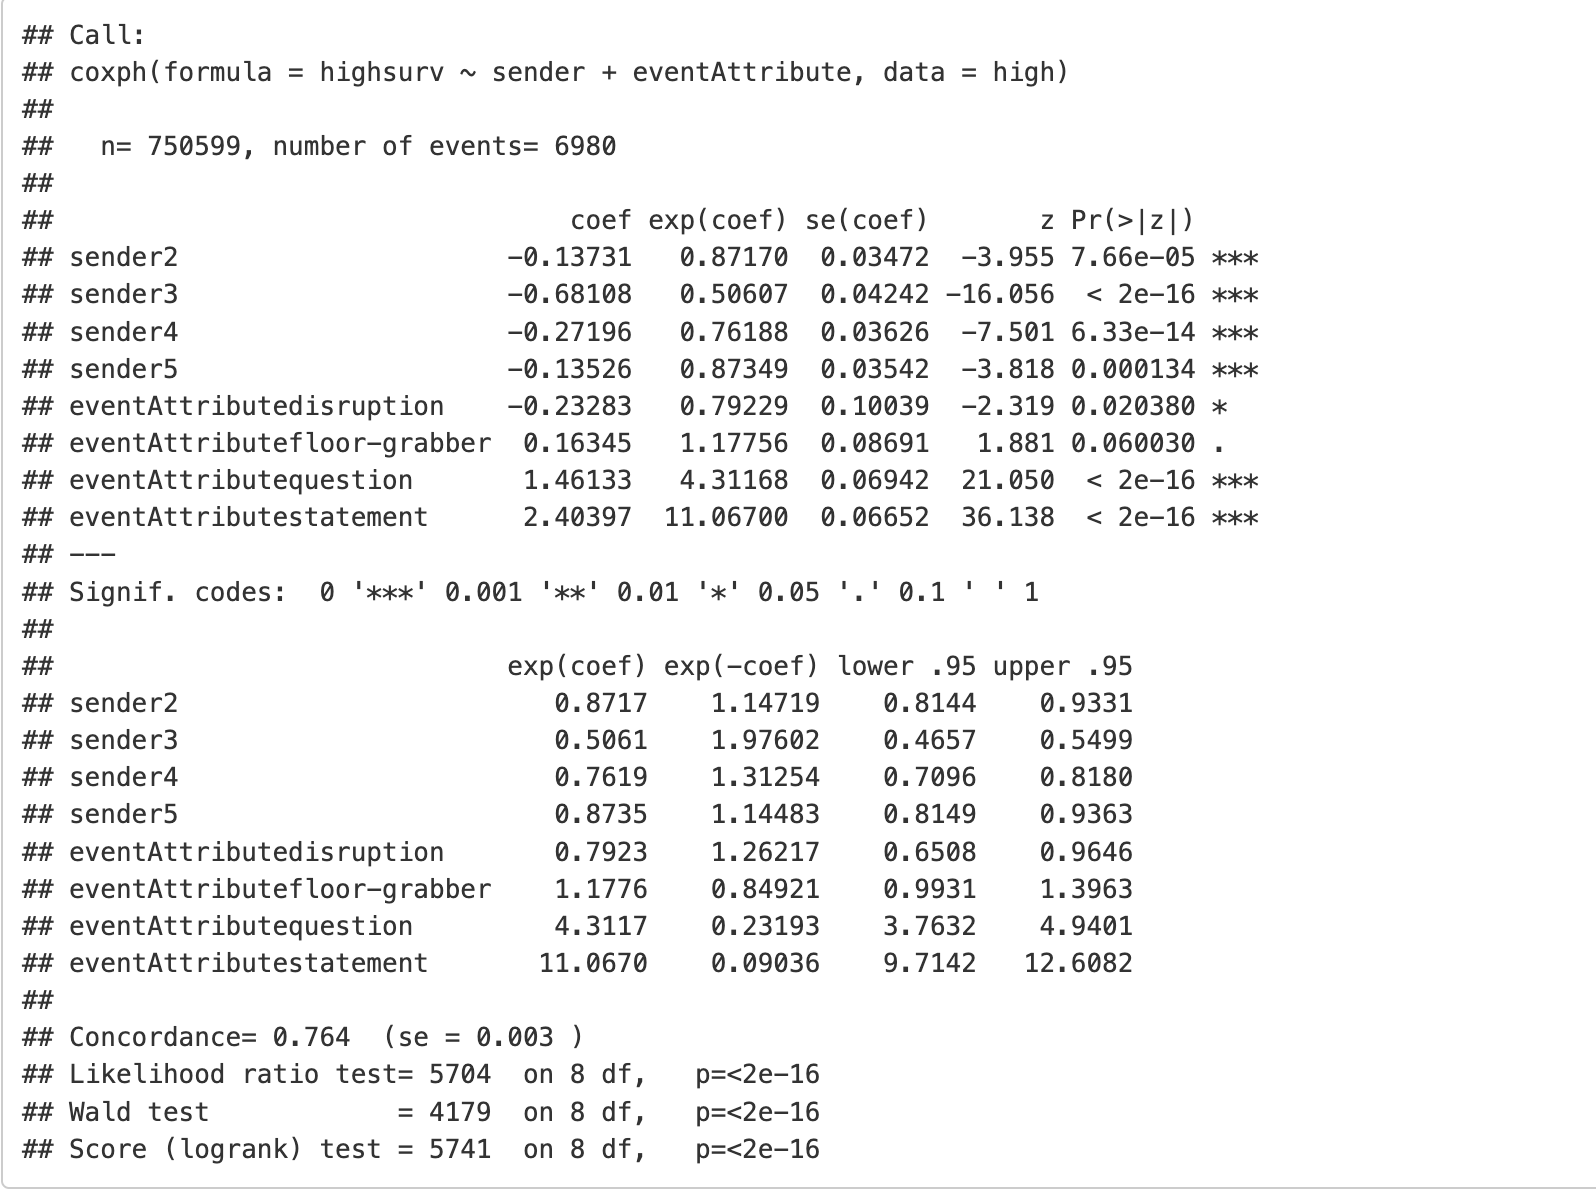 ## Call:
## coxph(formula = highsurv ~ sender + eventAttribute, data = high)
##
##   n= 750599, number of events= 6980
##
##                                 coef exp(coef) se(coef)       z Pr(>|z|)
## sender2                     −0.13731   0.87170  0.03472  −3.955 7.66e−05 ***
## sender3                     −0.68108   0.50607  0.04242 −16.056  < 2e−16 ***
## sender4                     −0.27196   0.76188  0.03626  −7.501 6.33e−14 ***
## sender5                     −0.13526   0.87349  0.03542  −3.818 0.000134 ***
## eventAttributedisruption    −0.23283   0.79229  0.10039  −2.319 0.020380 *
## eventAttributefloor−grabber  0.16345   1.17756  0.08691   1.881 0.060030 .
## eventAttributequestion       1.46133   4.31168  0.06942  21.050  < 2e−16 ***
## eventAttributestatement      2.40397  11.06700  0.06652  36.138  < 2e−16 ***
## −−−
## Signif. codes:  0 '***' 0.001 '**' 0.01 '*' 0.05 '.' 0.1 ' ' 1
##
##                             exp(coef) exp(−coef) lower .95 upper .95
## sender2                        0.8717    1.14719    0.8144    0.9331
## sender3                        0.5061    1.97602    0.4657    0.5499
## sender4                        0.7619    1.31254    0.7096    0.8180
## sender5                        0.8735    1.14483    0.8149    0.9363
## eventAttributedisruption       0.7923    1.26217    0.6508    0.9646
## eventAttributefloor−grabber    1.1776    0.84921    0.9931    1.3963
## eventAttributequestion         4.3117    0.23193    3.7632    4.9401
## eventAttributestatement       11.0670    0.09036    9.7142   12.6082
##
## Concordance= 0.764  (se = 0.003 )
## Likelihood ratio test= 5704  on 8 df,   p=<2e−16
## Wald test            = 4179  on 8 df,   p=<2e−16
## Score (logrank) test = 5741  on 8 df,   p=<2e−16